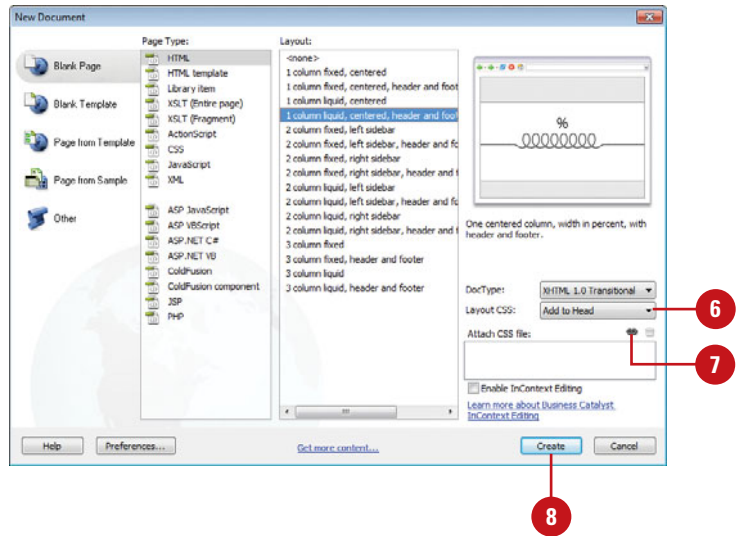 New Document
Blank Page
Blank Template
Page from Template
Page from Sample
Other
Page Type:
HTML
HTML template
Library item
XSLT (Entire page)
XSLT (Fragment)
ActionScript
CSS
JavaScript
XML
ASP JavaScript
ASP VBScript
ASP.NET C#
ASP.NET VB
ColdFusion
ColdFusion component
JSP
PHP
Layout:
<none>
1 column fixed, centered
1 column fixed, centered, header and foot
1 column liquid, centered
1 column liquid, centered, header and foot
2 column fixed, left sidebar
2 column fixed, left sidebar, header and fo
2 column fixed, right sidebar
2 column fixed, right sidebar, header and f
2 column liquid, left sidebar
2 column liquid, left sidebar, header and fo
2 column liquid, right sidebar
2 column liquid, right sidebar, header and f
3 column fixed
3 column fixed, header and footer
3 column liquid
3 column liquid, header and footer
%
One centered column, width in percent, with
header and footer.
DocType: XHTML 1.0 Transitional
Layout CSS: Add to Head
6
Attach CSS file:
7
Enable InContext Editing
Learn more about Business Catalyst
InContext Editing
Help
Preferences...
Get more content...
Create
Cancel
8